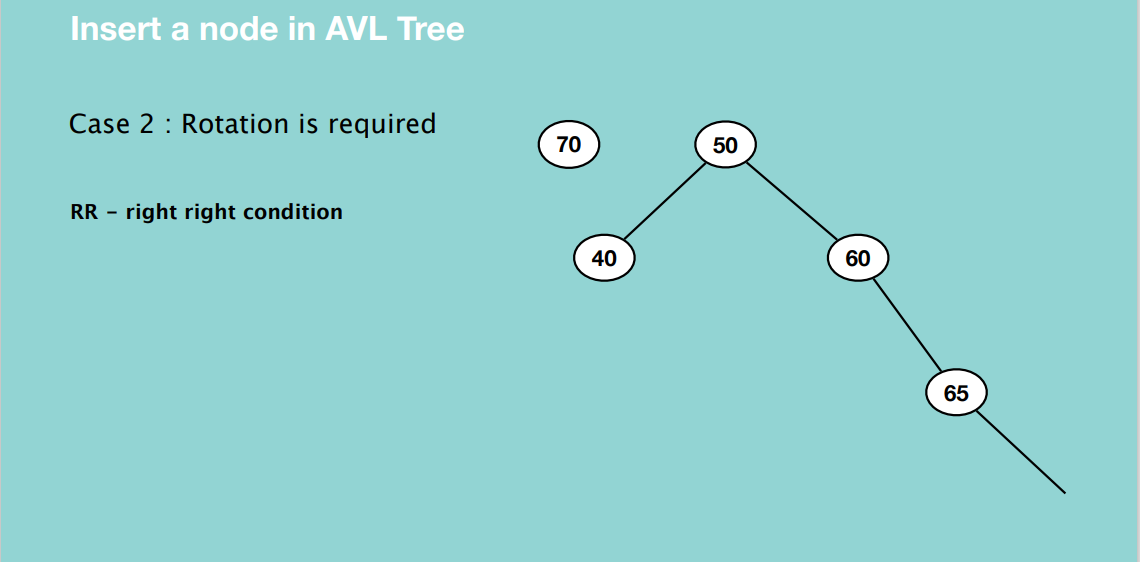 Insert a node in AVL Tree
Case 2 : Rotation is required
70
50
RR – right right condition
40
60
65